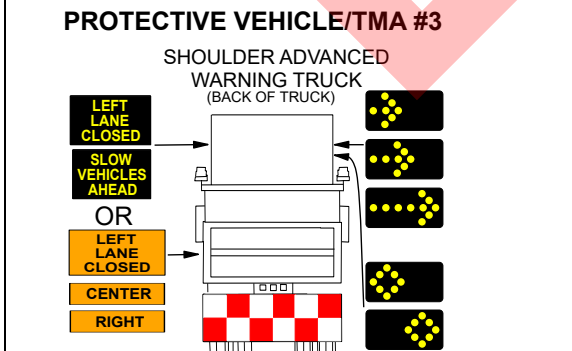 PROTECTIVE VEHICLE/TMA #3
SHOULDER ADVANCED
WARNING TRUCK
(BACK OF TRUCK)
LEFT
LANE
CLOSED
SLOW
VEHICLES
AHEAD
OR
LEFT
LANE
CLOSED
CENTER
RIGHT